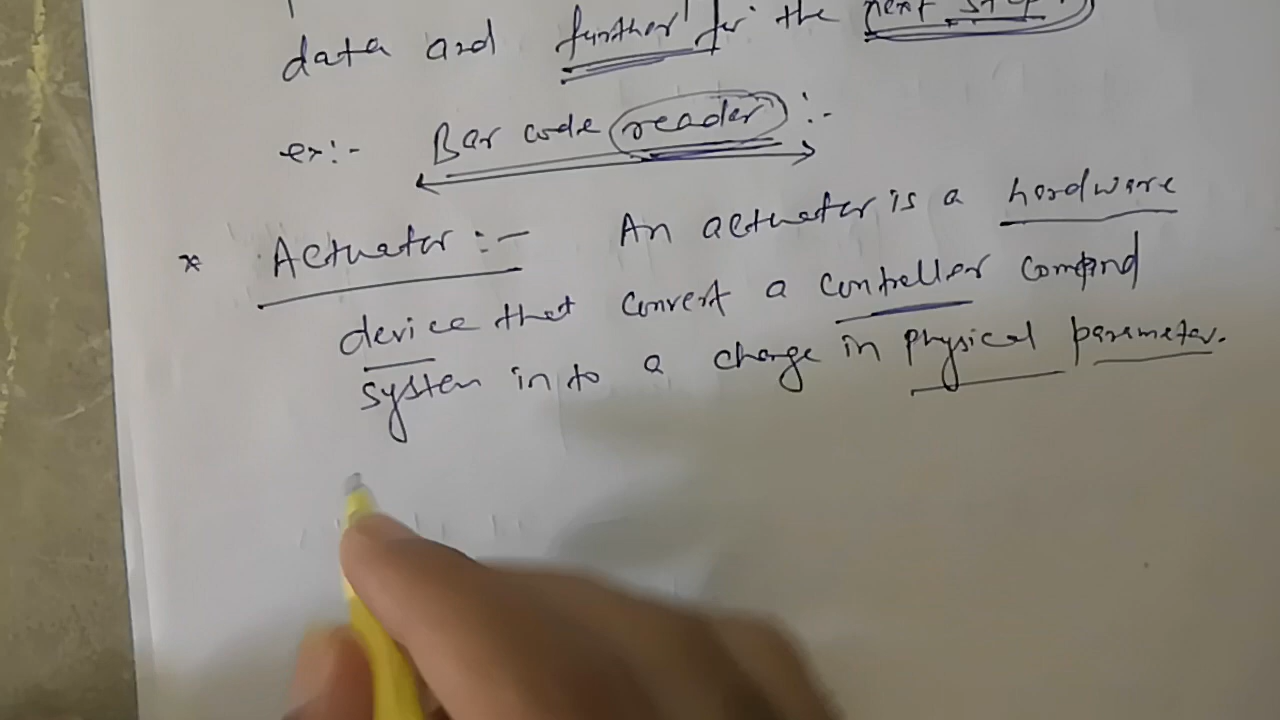 data and further for the next step
ex:- Bar code reader :-
* Actuator :- An actuator is a hardware
device that convert a controller comand
system in to a change in physical parameter.